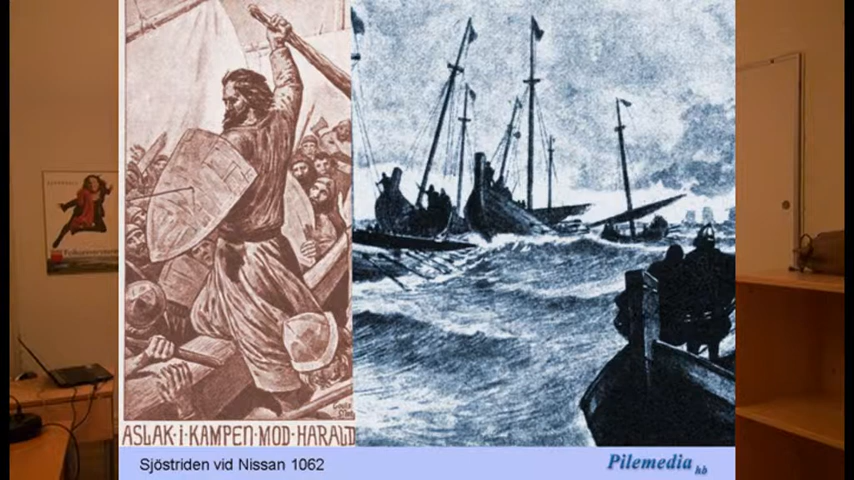 ASLAK·I·KAMPEN·MOD·HARALD
Sjöstriden vid Nissan 1062
Pilemedia hb